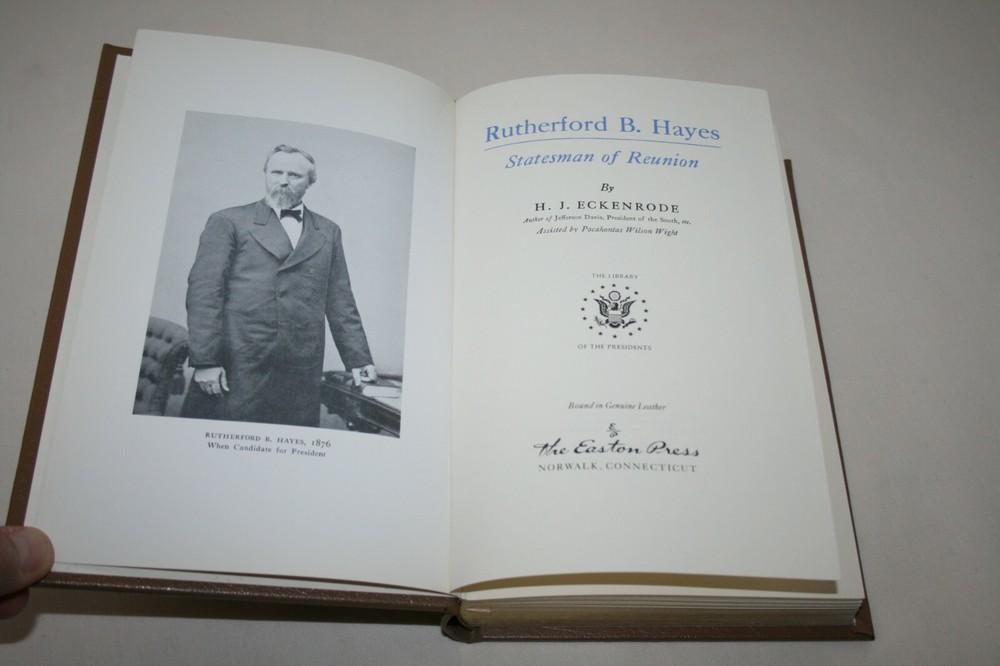 RUTHERFORD B. HAYES, 1876
When Candidate for President
Rutherford B. Hayes
Statesman of Reunion
By
H. J. ECKENRODE
Author of Jefferson Davis, President of the South, etc.
Assisted by Pocahontas Wilson Wight
THE LIBRARY
OF THE PRESIDENTS
Bound in Genuine Leather
The Easton Press
NORWALK, CONNECTICUT